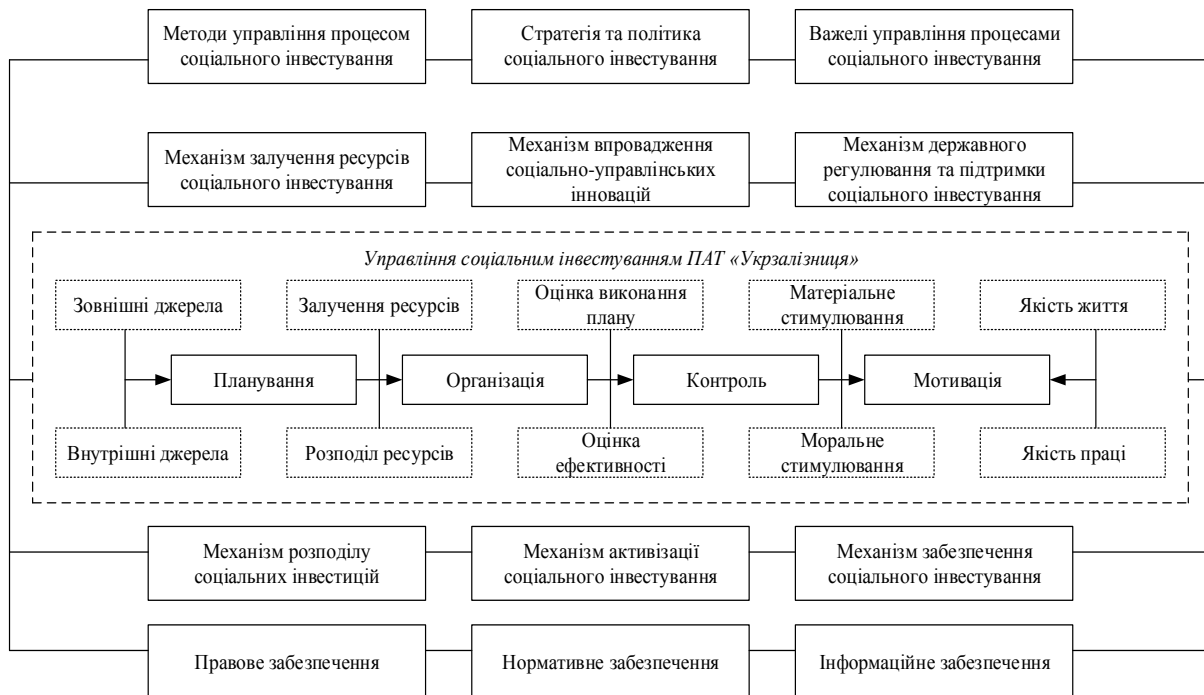 Методи управління процесом
соціального інвестування
Стратегія та політика
соціального інвестування
Важелі управління процесами
соціального інвестування
Механізм залучення ресурсів
соціального інвестування
Механізм впровадження
соціально-управлінських
інновацій
Механізм державного
регулювання та підтримки
соціального інвестування
Управління соціальним інвестуванням ПАТ «Укрзалізниця»
Зовнішні джерела
Залучення ресурсів
Оцінка виконання
плану
Матеріальне
стимулювання
Якість життя
Планування
Організація
Контроль
Мотивація
Внутрішні джерела
Розподіл ресурсів
Оцінка
ефективності
Моральне
стимулювання
Якість праці
Механізм розподілу
соціальних інвестицій
Механізм активізації
соціального інвестування
Механізм забезпечення
соціального інвестування
Правове забезпечення
Нормативне забезпечення
Інформаційне забезпечення